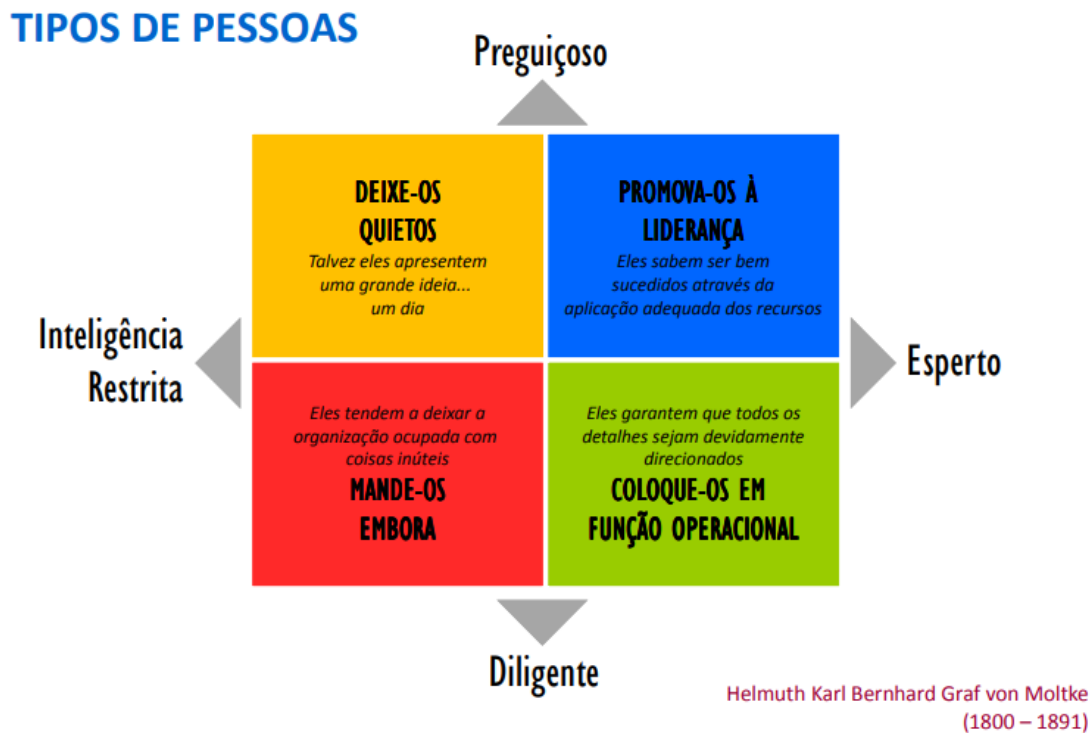 TIPOS DE PESSOAS
Preguiçoso
DEIXE-OS
QUIETOS
Talvez eles apresentem
uma grande ideia...
um dia
PROMOVA-OS À
LIDERANÇA
Eles sabem ser bem
sucedidos através da
aplicação adequada dos recursos
Inteligência
Restrita
Esperto
Eles tendem a deixar a
organização ocupada com
coisas inúteis
MANDE-OS
EMBORA
Eles garantem que todos os
detalhes sejam devidamente
direcionados
COLOQUE-OS EM
FUNÇÃO OPERACIONAL
Diligente
Helmuth Karl Bernhard Graf von Moltke
(1800 – 1891)